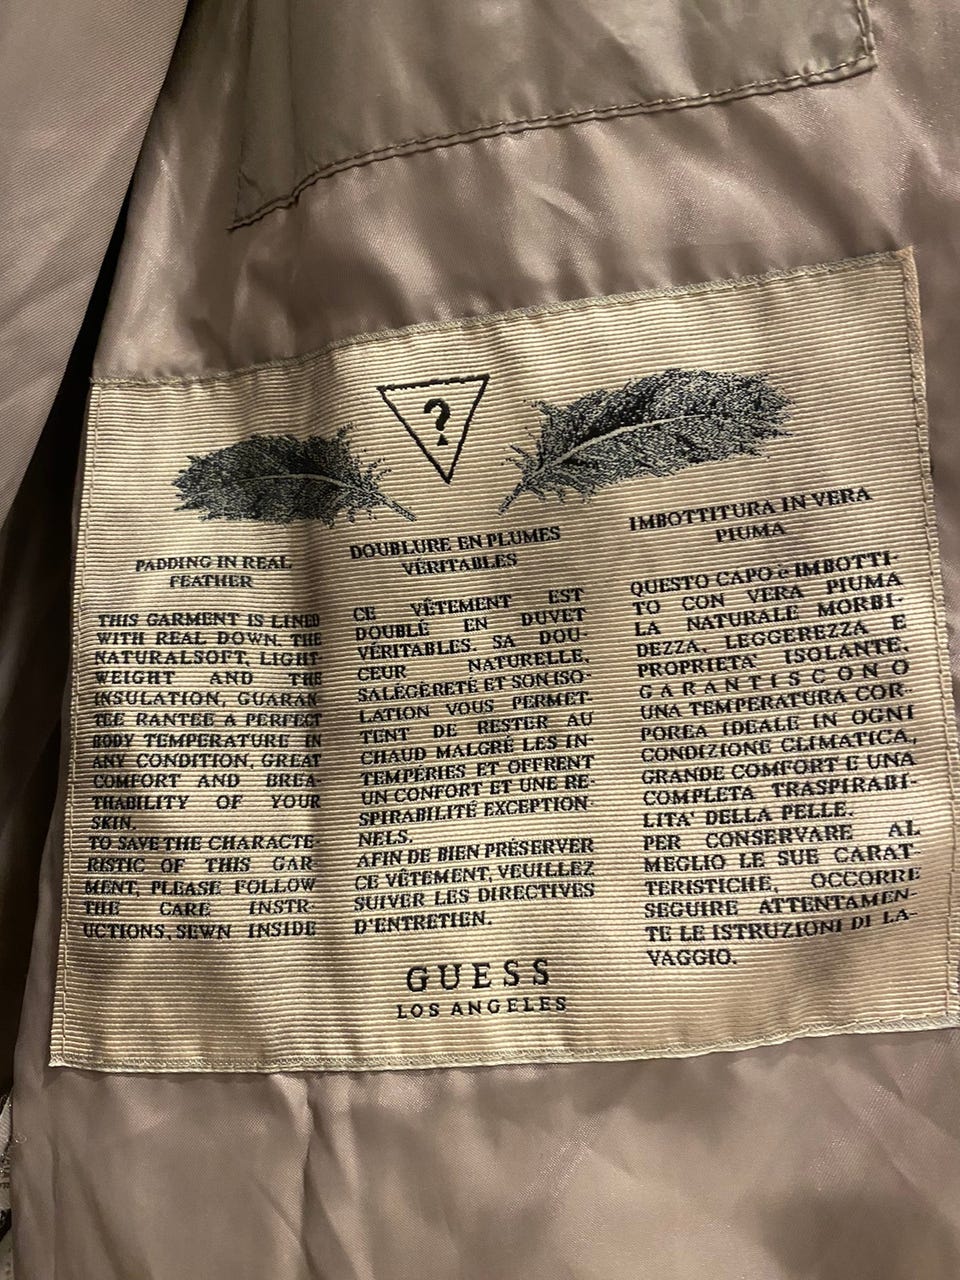 ?
PADDING IN REAL
FEATHER
THIS GARMENT IS LINED
WITH REAL DOWN. THE
NATURALSOFT, LIGHT-
WEIGHT AND THE
INSULATION, GUARAN-
TEE RANTEE A PERFECT
BODY TEMPERATURE IN
ANY CONDITION, GREAT
COMFORT AND BREA-
THABILITY OF YOUR
SKIN.
TO SAVE THE CHARACTE-
RISTIC OF THIS GAR-
MENT, PLEASE FOLLOW
THE CARE INSTR-
UCTIONS, SEWN INSIDE
DOUBLURE EN PLUMES
VÉRITABLES
CE VÊTEMENT EST
DOUBLÉ EN DUVET
VÉRITABLES. SA DOU-
CEUR NATURELLE,
SALÉGÈRETÉ ET SON ISO-
LATION VOUS PERMET-
TENT DE RESTER AU
CHAUD MALGRÉ LES IN-
TEMPÉRIES ET OFFRENT
UN CONFORT ET UNE RE-
SPIRABILITÉ EXCEPTION-
NELS.
AFIN DE BIEN PRÉSERVER
CE VÊTEMENT, VEUILLEZ
SUIVER LES DIRECTIVES
D'ENTRETIEN.
IMBOTTITURA IN VERA
PIUMA
QUESTO CAPO è IMBOTTI-
TO CON VERA PIUMA
LA NATURALE MORBI-
DEZZA, LEGGEREZZA E
PROPRIETA' ISOLANTE,
GARANTISCONO
UNA TEMPERATURA COR-
POREA IDEALE IN OGNI
CONDIZIONE CLIMATICA,
GRANDE COMFORT E UNA
COMPLETA TRASPIRABI-
LITA' DELLA PELLE.
PER CONSERVARE AL
MEGLIO LE SUE CARAT-
TERISTICHE, OCCORRE
SEGUIRE ATTENTAMEN-
TE LE ISTRUZIONI DI LA-
VAGGIO.
GUESS
LOS ANGELES